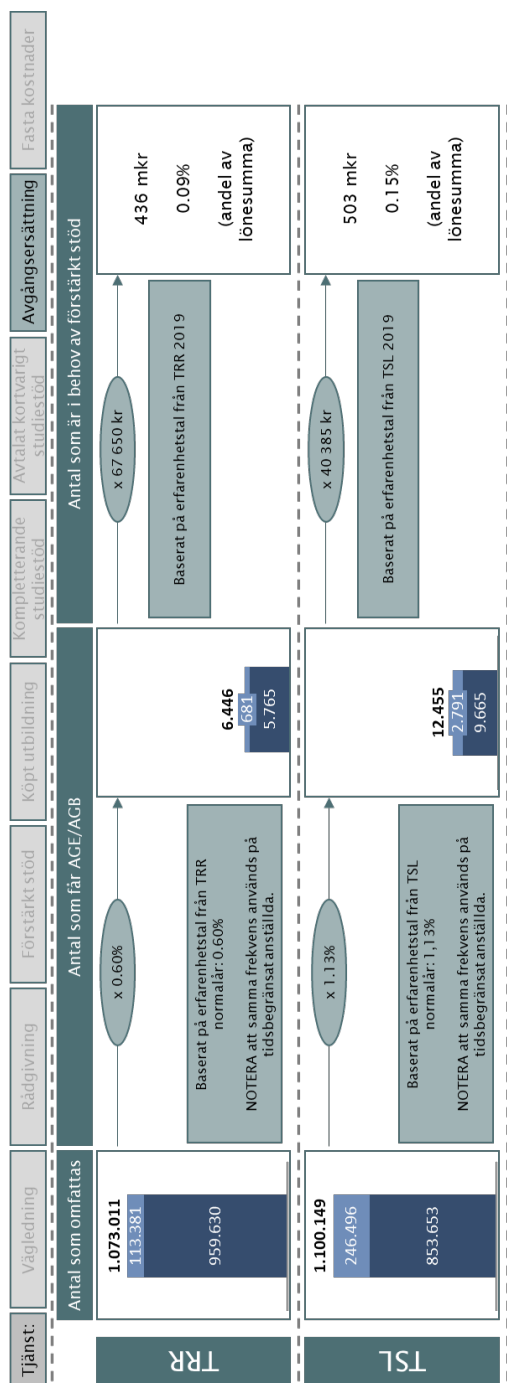 Tjänst:
Vägledning
Rådgivning
Förstärkt stöd
Köpt utbildning
Kompletterande
studiestöd
Avtalat kortvarigt
studiestöd
Avgångsersättning
Fasta kostnader
Antal som omfattas
Antal som får AGE/AGB
Antal som är i behov av förstärkt stöd
TRR
1.073.011
113.381
959.630
x 0.60%
Baserat på erfarenhetstal från TRR
normalår: 0.60%
NOTERA att samma frekvens används på
tidsbegränsat anställda.
6.446
681
5.765
x 67 650 kr
Baserat på erfarenhetstal från TRR 2019
436 mkr
0.09%
(andel av
lönesumma)
TSL
1.100.149
246.496
853.653
x 1.13%
Baserat på erfarenhetstal från TSL
normalår: 1,13%
NOTERA att samma frekvens används på
tidsbegränsat anställda.
12.455
2.791
9.665
x 40 385 kr
Baserat på erfarenhetstal från TSL 2019
503 mkr
0.15%
(andel av
lönesumma)